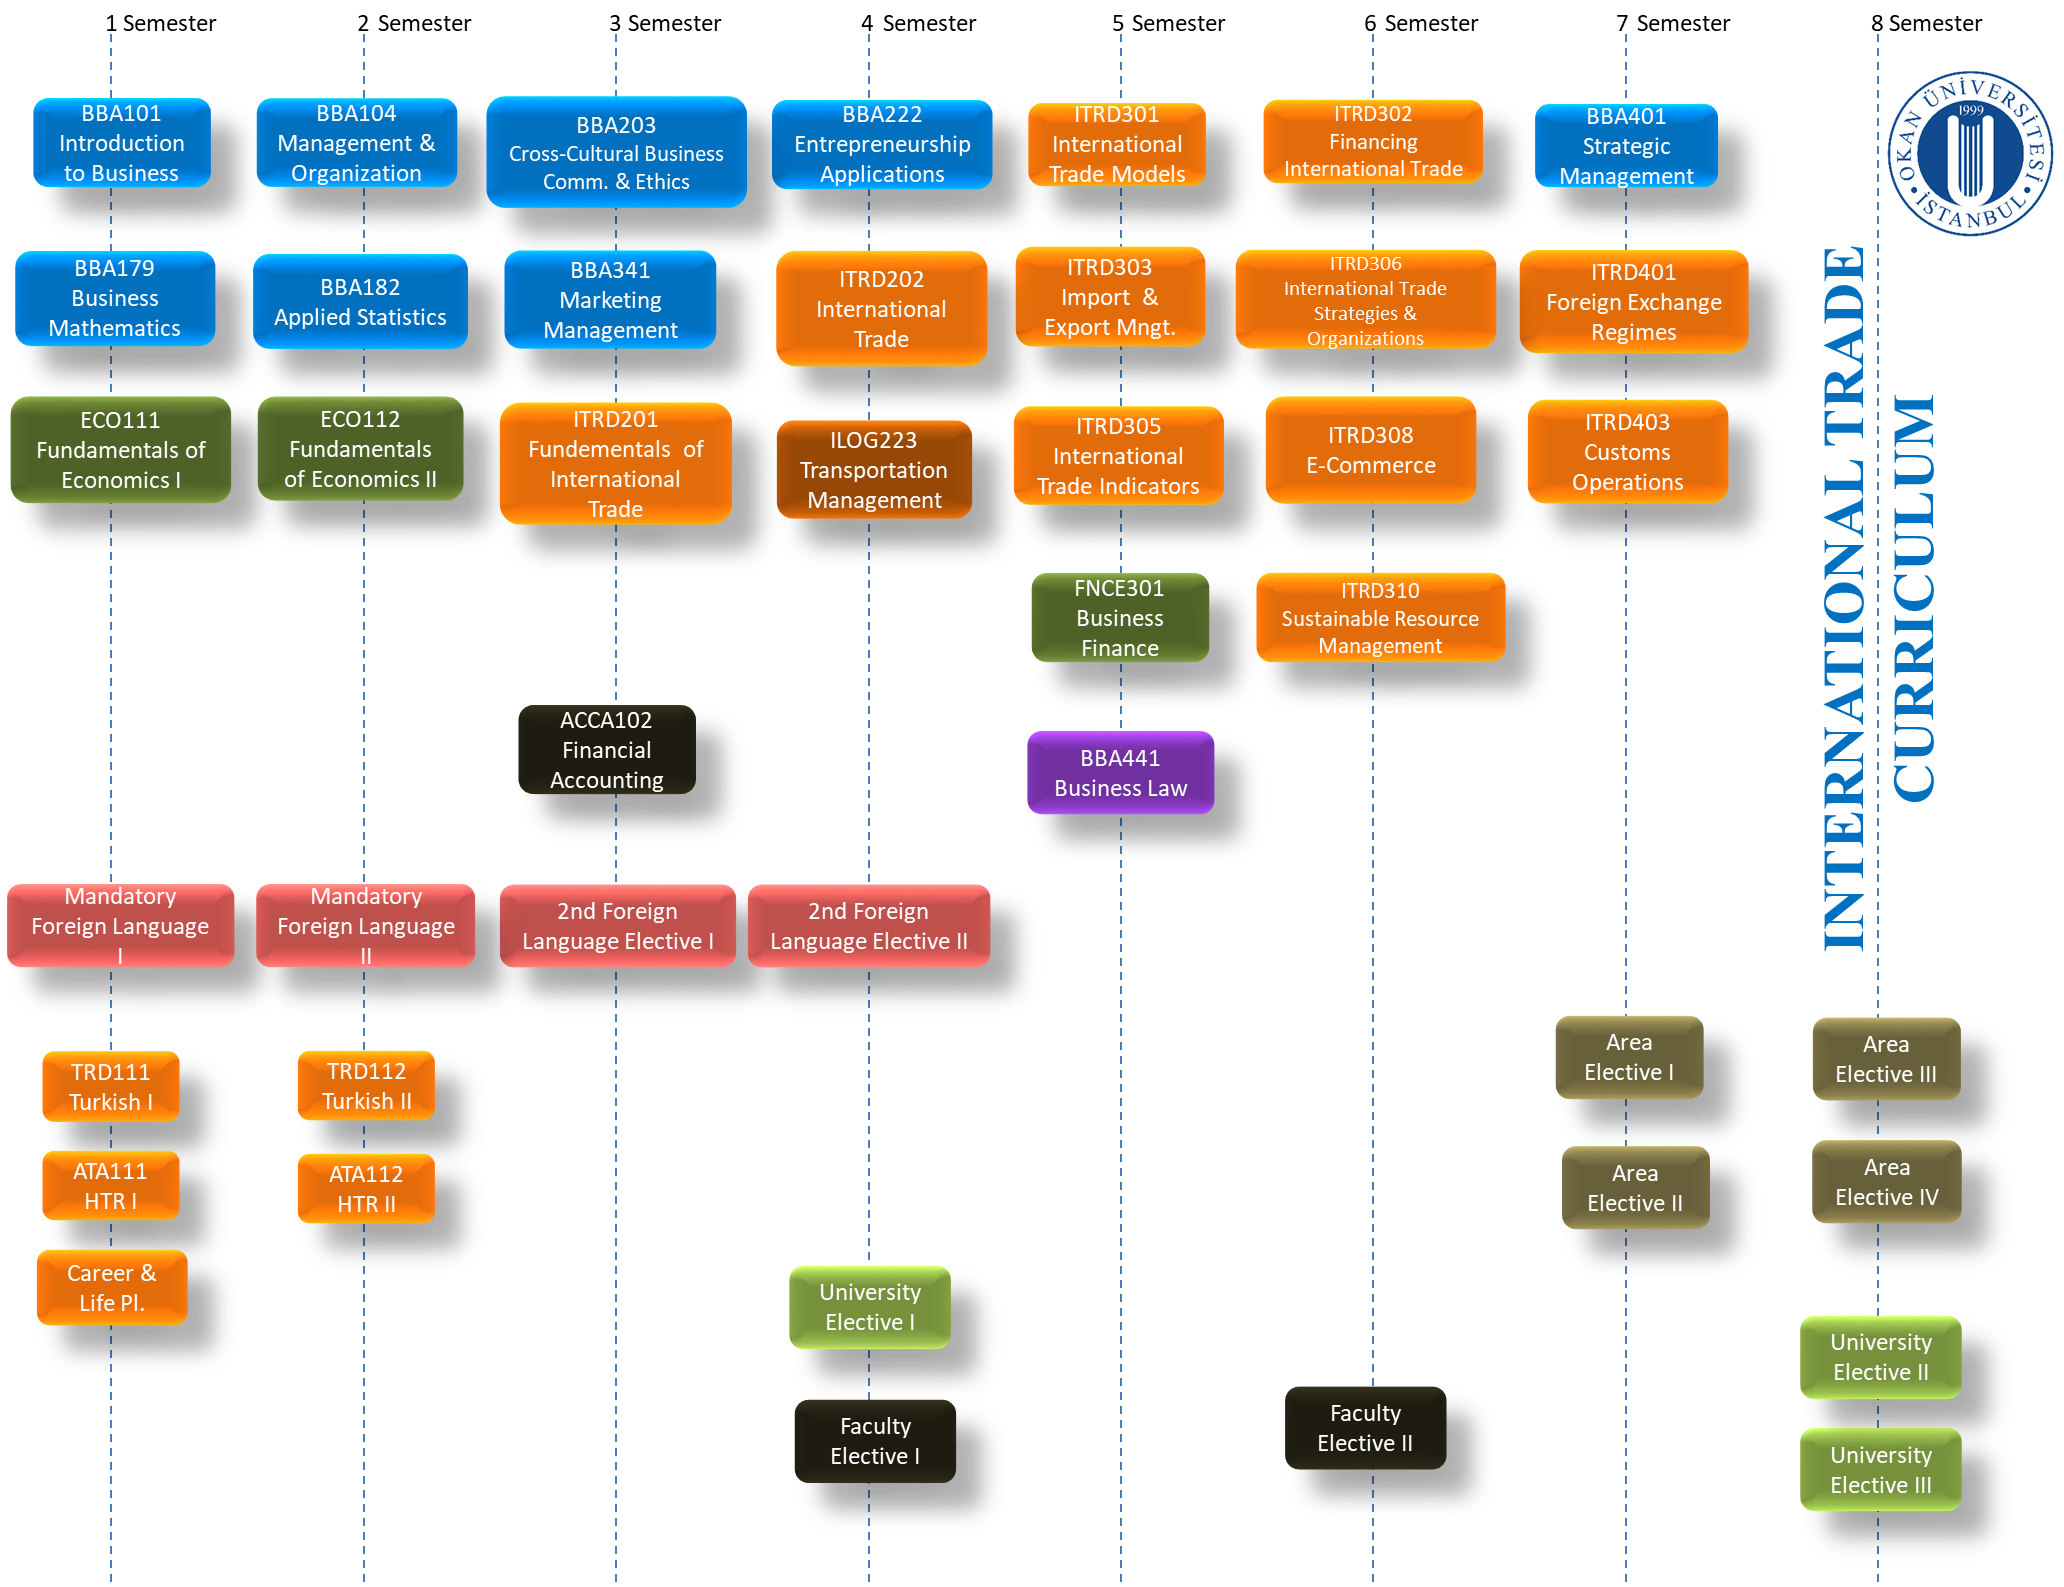 1 Semester
2 Semester
3 Semester
4 Semester
5 Semester
6 Semester
7 Semester
8 Semester
BBA101
Introduction
to Business
BBA104
Management &
Organization
BBA203
Cross-Cultural Business
Comm. & Ethics
BBA222
Entrepreneurship
Applications
ITRD301
International
Trade Models
ITRD302
Financing
International Trade
BBA401
Strategic
Management
OKAN ÜNİVERSİTESİ
1999
İSTANBUL
BBA179
Business
Mathematics
BBA182
Applied Statistics
BBA341
Marketing
Management
ITRD202
International
Trade
ITRD303
Import &
Export Mngt.
ITRD306
International Trade
Strategies &
Organizations
ITRD401
Foreign Exchange
Regimes
ECO111
Fundamentals of
Economics I
ECO112
Fundamentals
of Economics II
ITRD201
Fundementals of
International
Trade
ILOG223
Transportation
Management
ITRD305
International
Trade Indicators
ITRD308
E-Commerce
ITRD403
Customs
Operations
INTERNATIONAL TRADE
CURRICULUM
FNCE301
Business
Finance
ITRD310
Sustainable Resource
Management
ACCA102
Financial
Accounting
BBA441
Business Law
Mandatory
Foreign Language
I
Mandatory
Foreign Language
II
2nd Foreign
Language Elective I
2nd Foreign
Language Elective II
TRD111
Turkish I
TRD112
Turkish II
Area
Elective I
Area
Elective III
ATA111
HTR I
ATA112
HTR II
Area
Elective II
Area
Elective IV
Career &
Life Pl.
University
Elective I
University
Elective II
Faculty
Elective I
Faculty
Elective II
University
Elective III